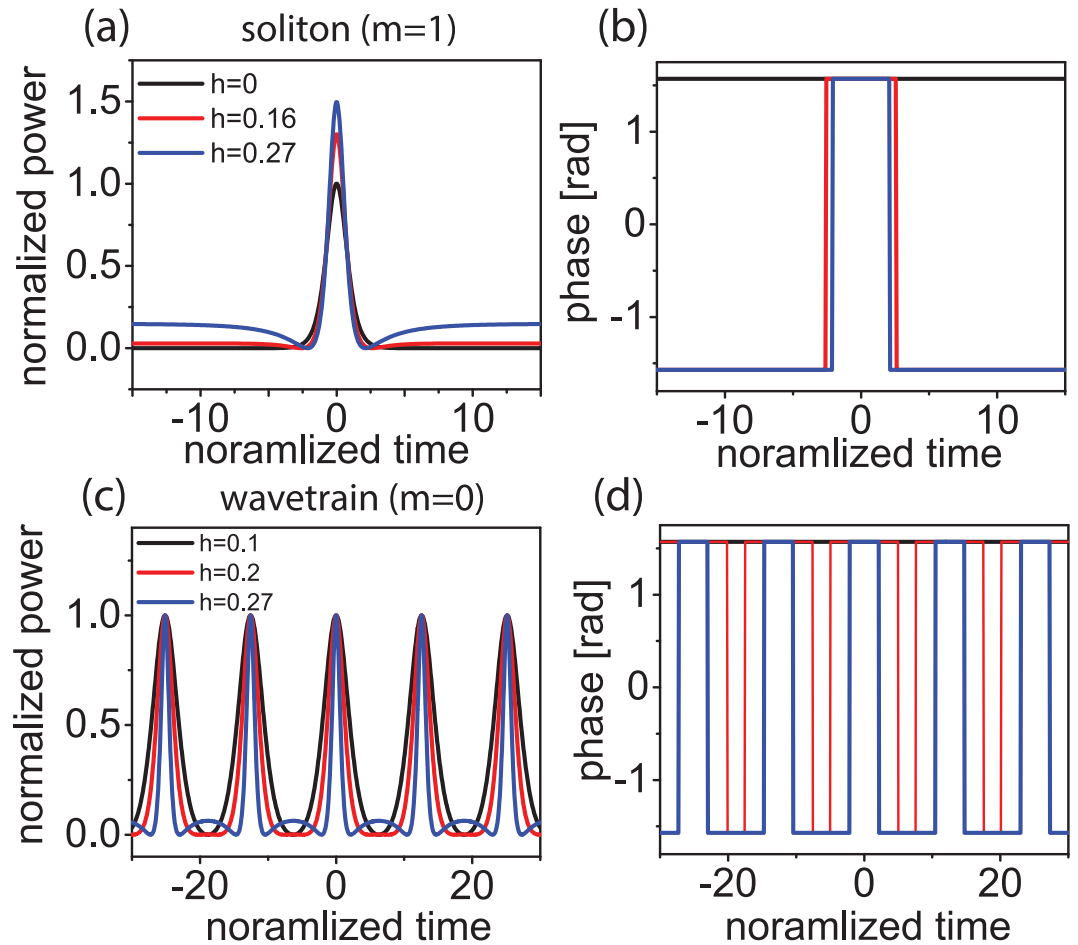 (a) soliton (m=1)
normalized power
1.5
1.0
0.5
0.0
h=0
h=0.16
h=0.27
-10 0 10
noramlized time
(b)
phase [rad]
1
0
-1
-10 0 10
noramlized time
(c) wavetrain (m=0)
normalized power
1.0
0.5
0.0
h=0.1
h=0.2
h=0.27
-20 0 20
noramlized time
(d)
phase [rad]
1
0
-1
-20 0 20
noramlized time